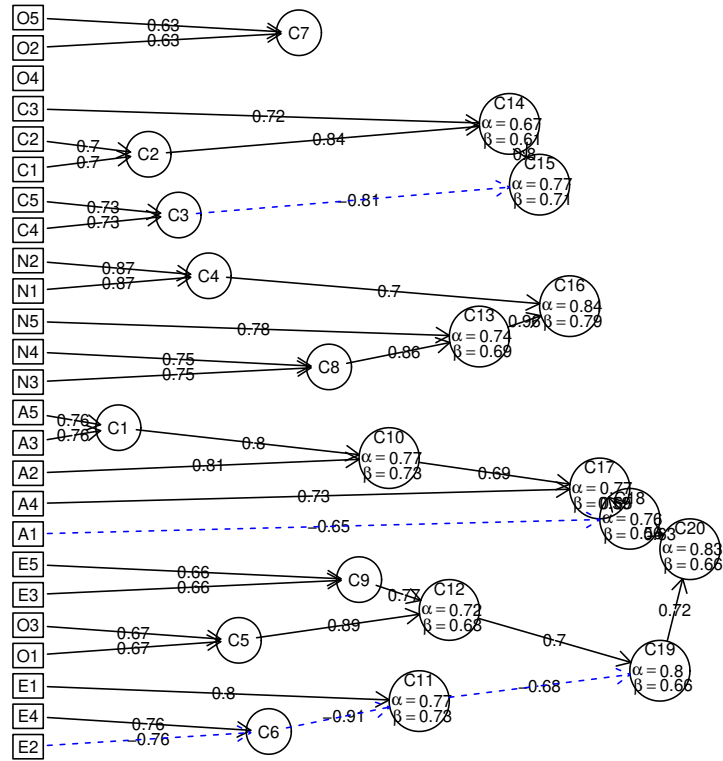 O5
0.63
O2
0.63
C7
O4
C3
0.72
C14
α = 0.67
β = 0.61
C2
0.7
C1
0.7
C2
0.84
C15
α = 0.77
β = 0.71
C5
0.73
C4
0.73
C3
−0.81
N2
0.87
N1
0.87
C4
0.7
C16
α = 0.84
β = 0.79
N5
0.78
C13
α = 0.74
β = 0.69
N4
0.75
N3
0.75
C8
0.86
A5
0.76
A3
0.76
C1
0.8
C10
α = 0.77
β = 0.73
A2
0.81
0.69
C17
α = 0.77
A4
0.73
A1
−0.65
α = 0.76
C20
α = 0.83
β = 0.66
E5
0.66
E3
0.66
C9
0.77
C12
α = 0.72
β = 0.68
O3
0.67
O1
0.67
C5
0.89
0.7
0.72
C19
α = 0.8
β = 0.66
E1
0.8
C11
α = 0.77
β = 0.73
−0.68
E4
0.76
E2
−0.76
C6
−0.91